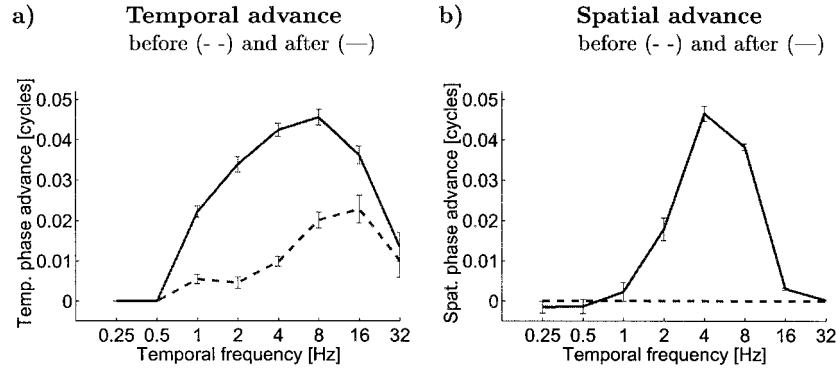 a) Temporal advance
before (- -) and after (—)
Temp. phase advance [cycles]
0.05
0.04
0.03
0.02
0.01
0
0.25 0.5 1 2 4 8 16 32
Temporal frequency [Hz]
b) Spatial advance
before (- -) and after (—)
Spat. phase advance [cycles]
0.05
0.04
0.03
0.02
0.01
0
0.25 0.5 1 2 4 8 16 32
Temporal frequency [Hz]